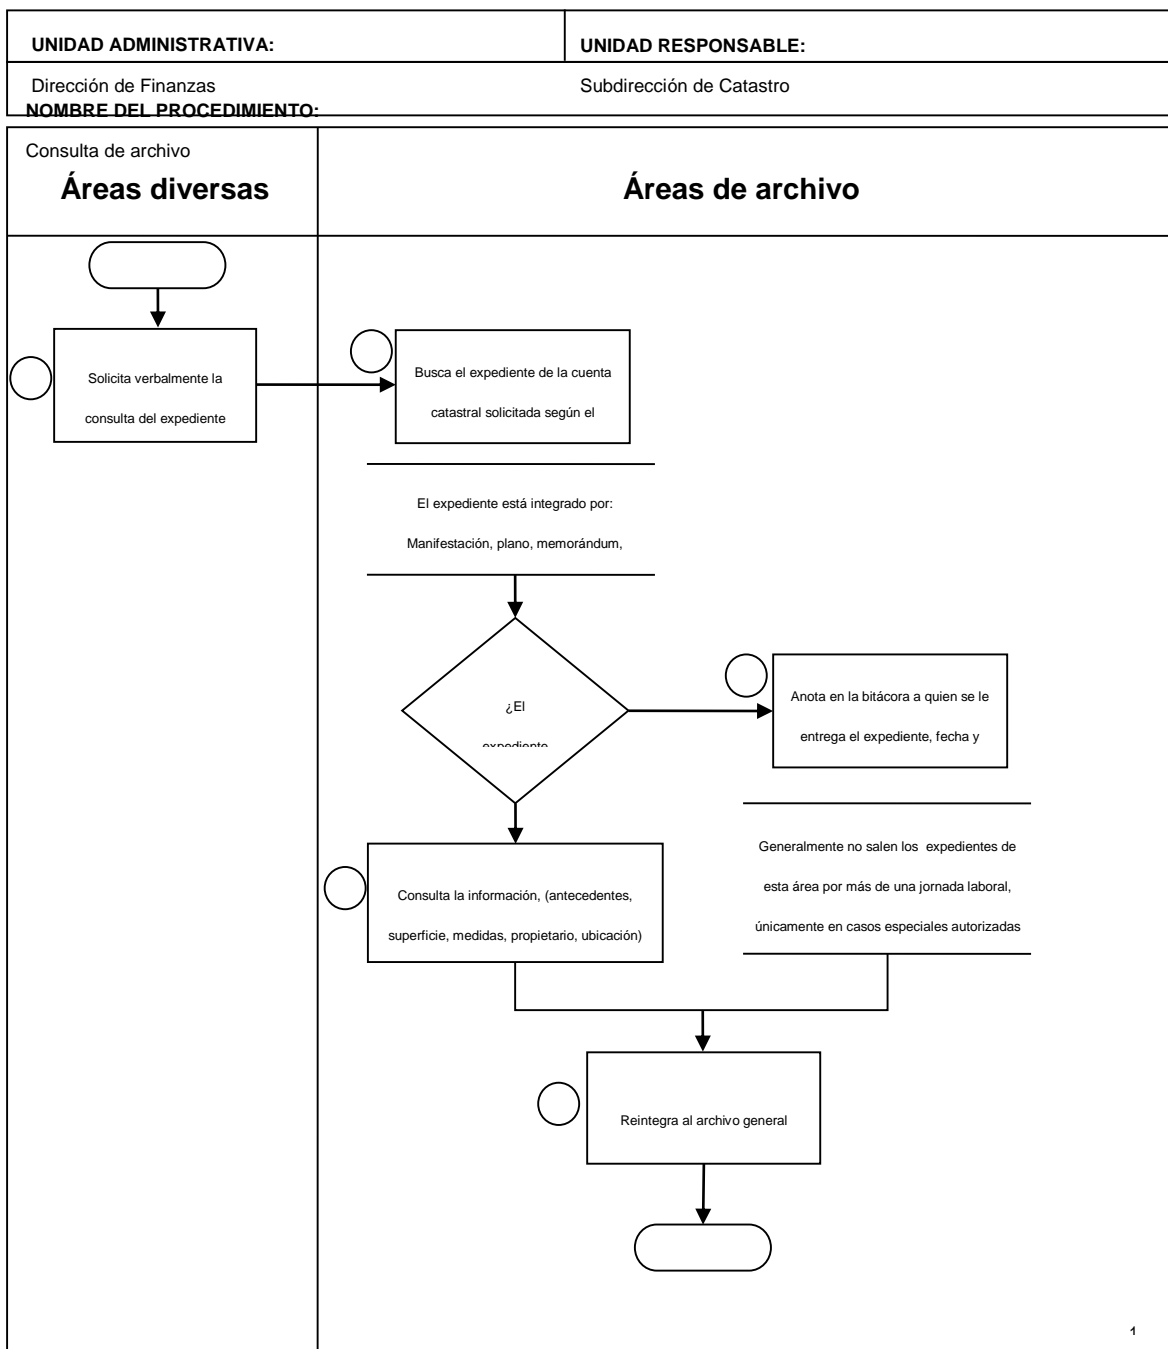 UNIDAD ADMINISTRATIVA:
UNIDAD RESPONSABLE:
Dirección de Finanzas
Subdirección de Catastro
NOMBRE DEL PROCEDIMIENTO:
Consulta de archivo
Áreas diversas
Áreas de archivo
Solicita verbalmente la
consulta del expediente
Busca el expediente de la cuenta
catastral solicitada según el
El expediente está integrado por:
Manifestación, plano, memorándum,
¿El
expediente
Anota en la bitácora a quien se le
entrega el expediente, fecha y
Consulta la información, (antecedentes,
superficie, medidas, propietario, ubicación)
Generalmente no salen los expedientes de
esta área por más de una jornada laboral,
únicamente en casos especiales autorizadas
Reintegra al archivo general
1